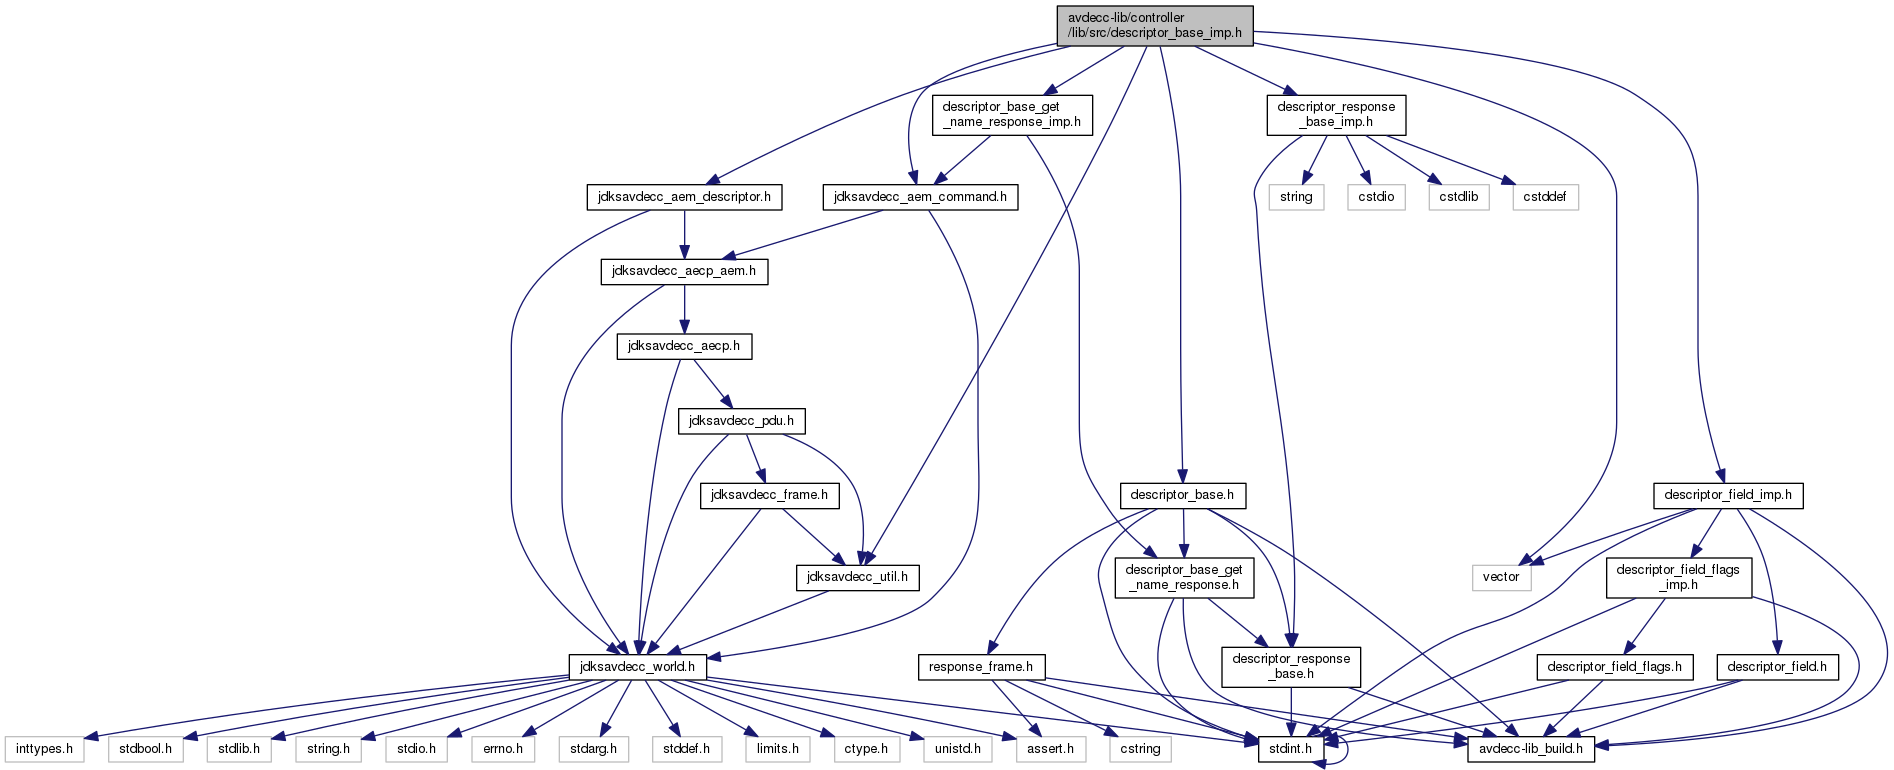 avdecc-lib/controller
/lib/src/descriptor_base_imp.h
descriptor_base_get
_name_response_imp.h
descriptor_response
_base_imp.h
jdksavdecc_aem_descriptor.h
jdksavdecc_aem_command.h
string
cstdio
cstdlib
cstddef
jdksavdecc_aecp_aem.h
jdksavdecc_aecp.h
jdksavdecc_pdu.h
jdksavdecc_frame.h
descriptor_base.h
descriptor_field_imp.h
jdksavdecc_util.h
descriptor_base_get
_name_response.h
vector
descriptor_field_flags
_imp.h
jdksavdecc_world.h
response_frame.h
descriptor_response
_base.h
descriptor_field_flags.h
descriptor_field.h
inttypes.h
stdbool.h
stdlib.h
string.h
stdio.h
errno.h
stdarg.h
stddef.h
limits.h
ctype.h
unistd.h
assert.h
cstring
stdint.h
avdecc-lib_build.h